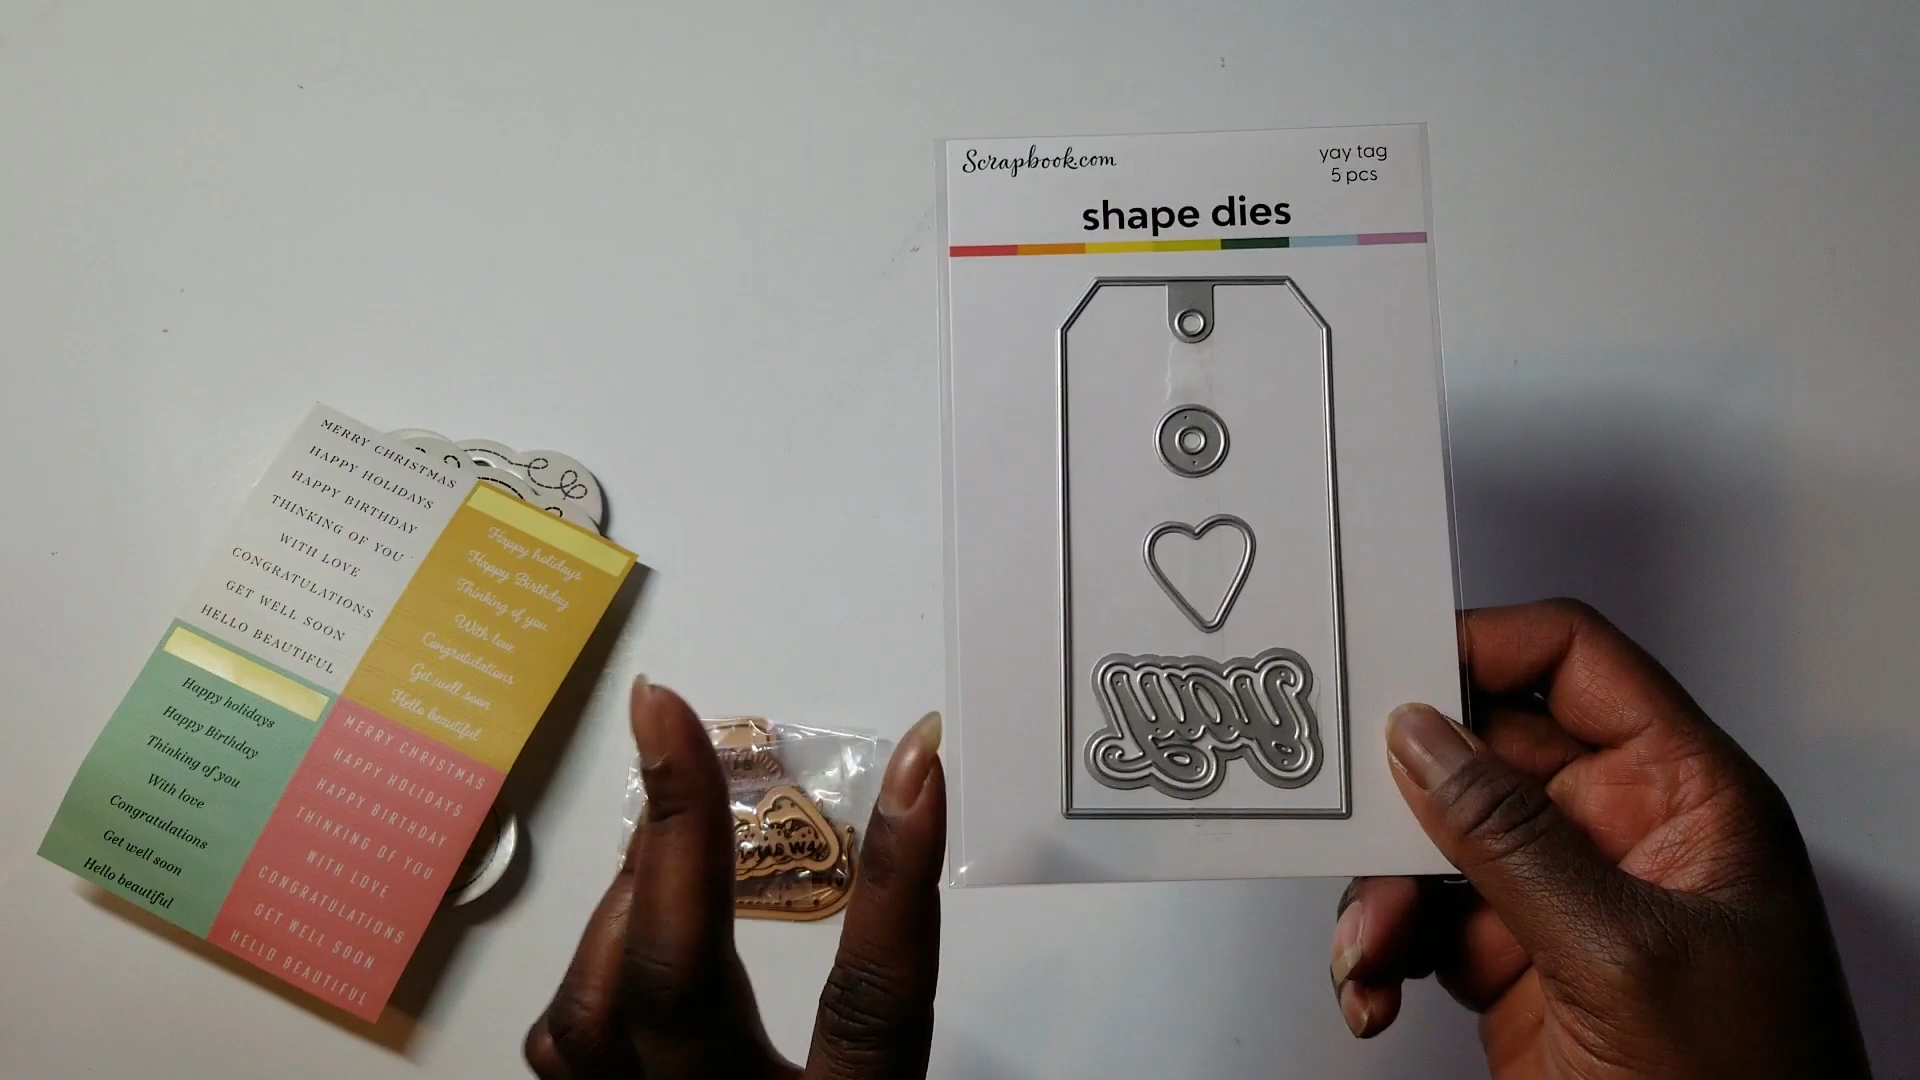 Scrapbook.com
yay tag
5 pcs
shape dies
yay
MERRY CHRISTMAS
HAPPY HOLIDAYS
HAPPY BIRTHDAY
THINKING OF YOU
WITH LOVE
CONGRATULATIONS
GET WELL SOON
HELLO BEAUTIFUL
Happy holidays
Happy Birthday
Thinking of you
With love
Congratulations
Get well soon
Hello beautiful
Happy holidays
Happy Birthday
Thinking of you
With love
Congratulations
Get well soon
Hello beautiful
MERRY CHRISTMAS
HAPPY HOLIDAYS
HAPPY BIRTHDAY
THINKING OF YOU
WITH LOVE
CONGRATULATIONS
GET WELL SOON
HELLO BEAUTIFUL